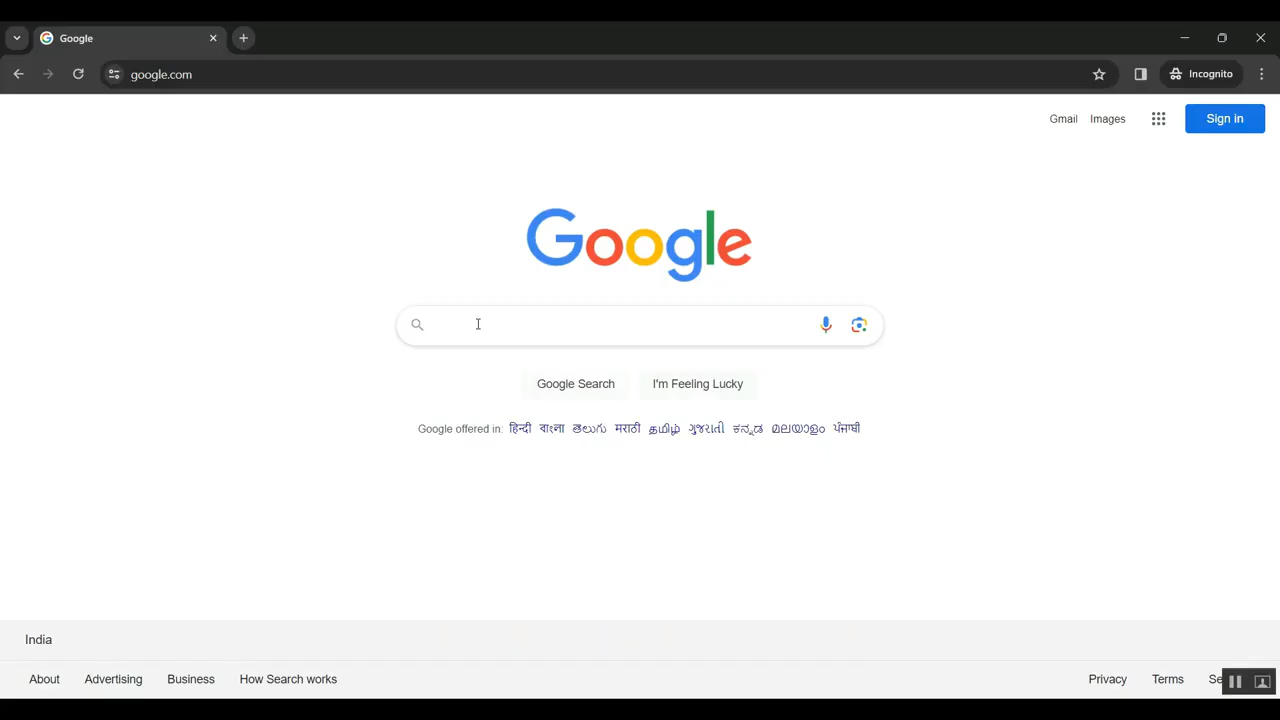 Google
google.com
Incognito
Gmail Images Sign in
Google
Google Search I'm Feeling Lucky
Google offered in: हिन्दी বাংলা తెలుగు मराठी தமிழ் ગુજરાતી ಕನ್ನಡ മലയാളം ਪੰਜਾਬੀ
India
About Advertising Business How Search works Privacy Terms Se